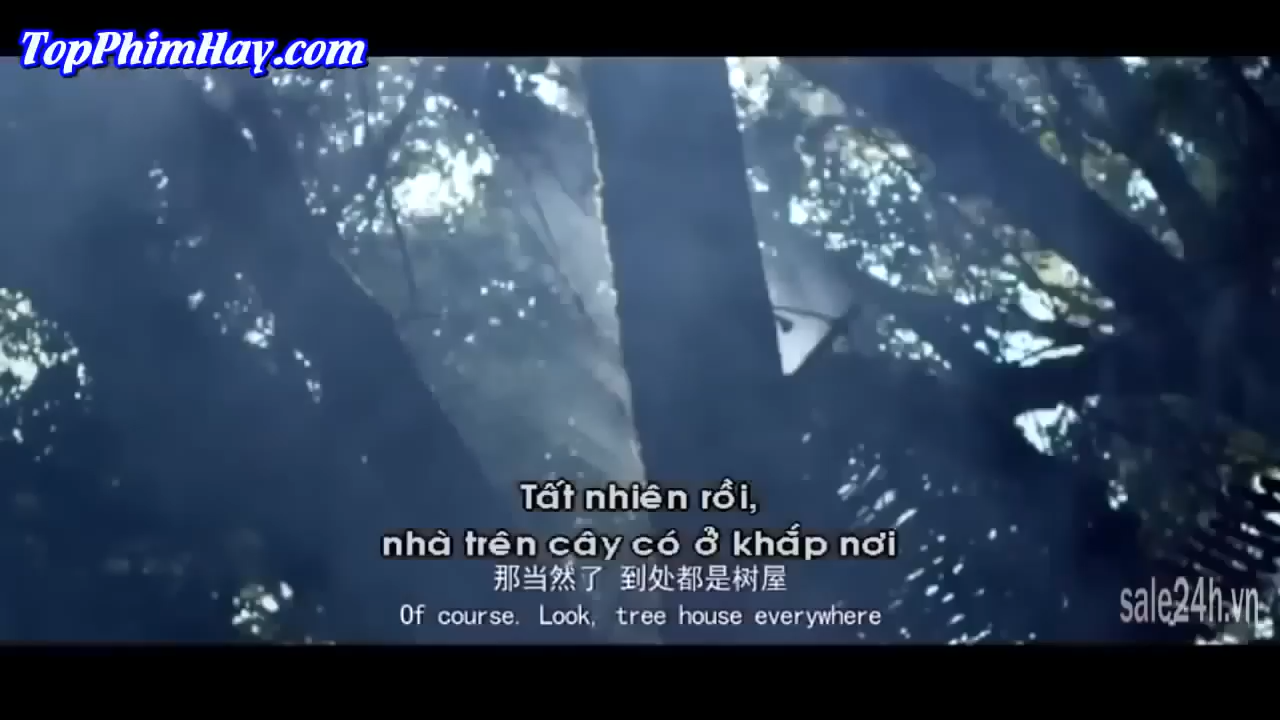 TopPhimHay.com
Tất nhiên rồi,
nhà trên cây có ở khắp nơi
那当然了 到处都是树屋
Of course. Look, tree house everywhere
sale24h.vn